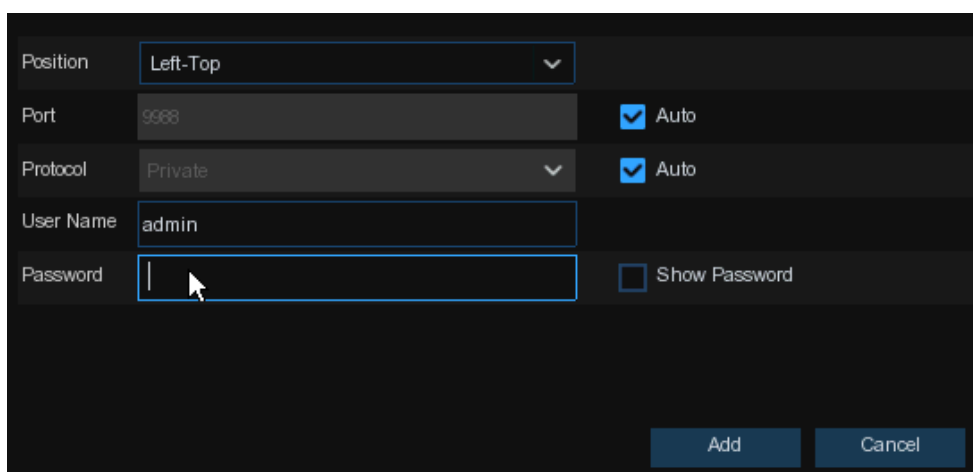 Position Left-Top
Port 9988 Auto
Protocol Private Auto
User Name admin
Password Show Password
Add Cancel